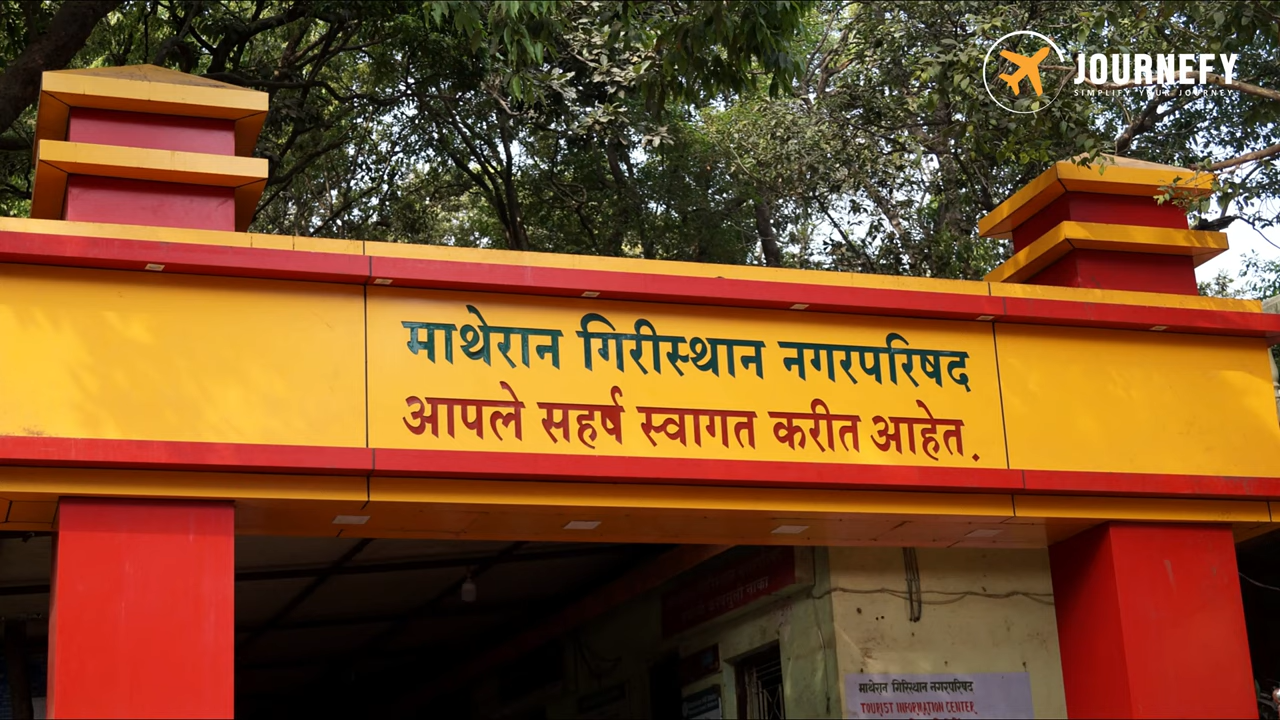 JOURNEFY
SIMPLIFY YOUR JOURNEY
माथेरान गिरीस्थान नगरपरिषद
आपले सहर्ष स्वागत करीत आहेत.
माथेरान गिरिस्थान नगरपरिषद
TOURIST INFORMATION CENTER